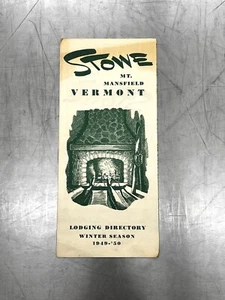 STOWE
MT.
MANSFIELD
VERMONT
LODGING DIRECTORY
WINTER SEASON
1949-'50